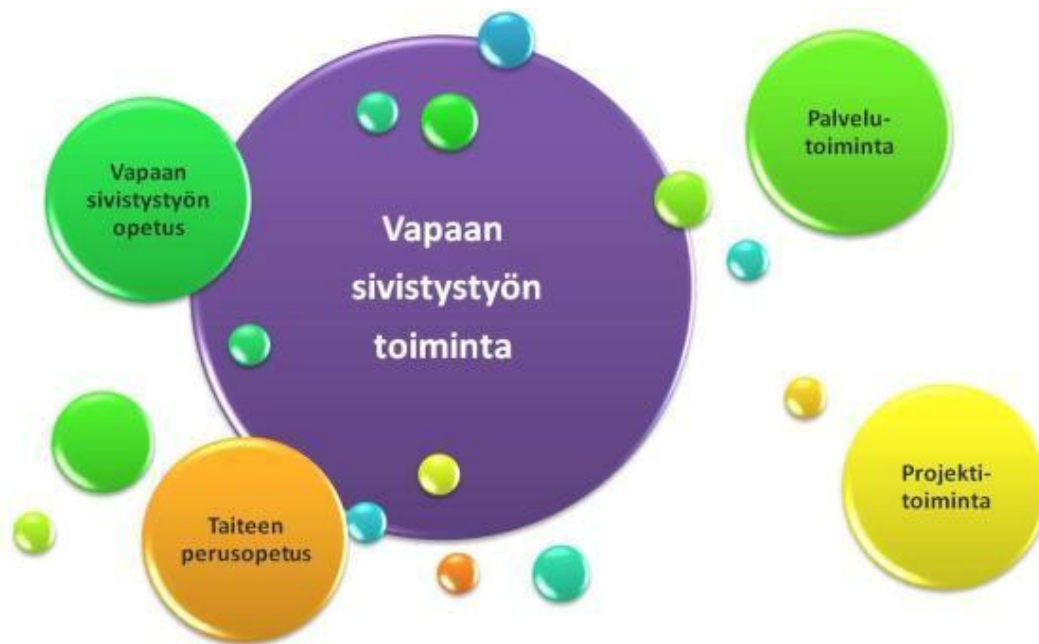 Vapaan
sivistystyön
opetus
Vapaan
sivistystyön
toiminta
Palvelu-
toiminta
Projekti-
toiminta
Taiteen
perusopetus